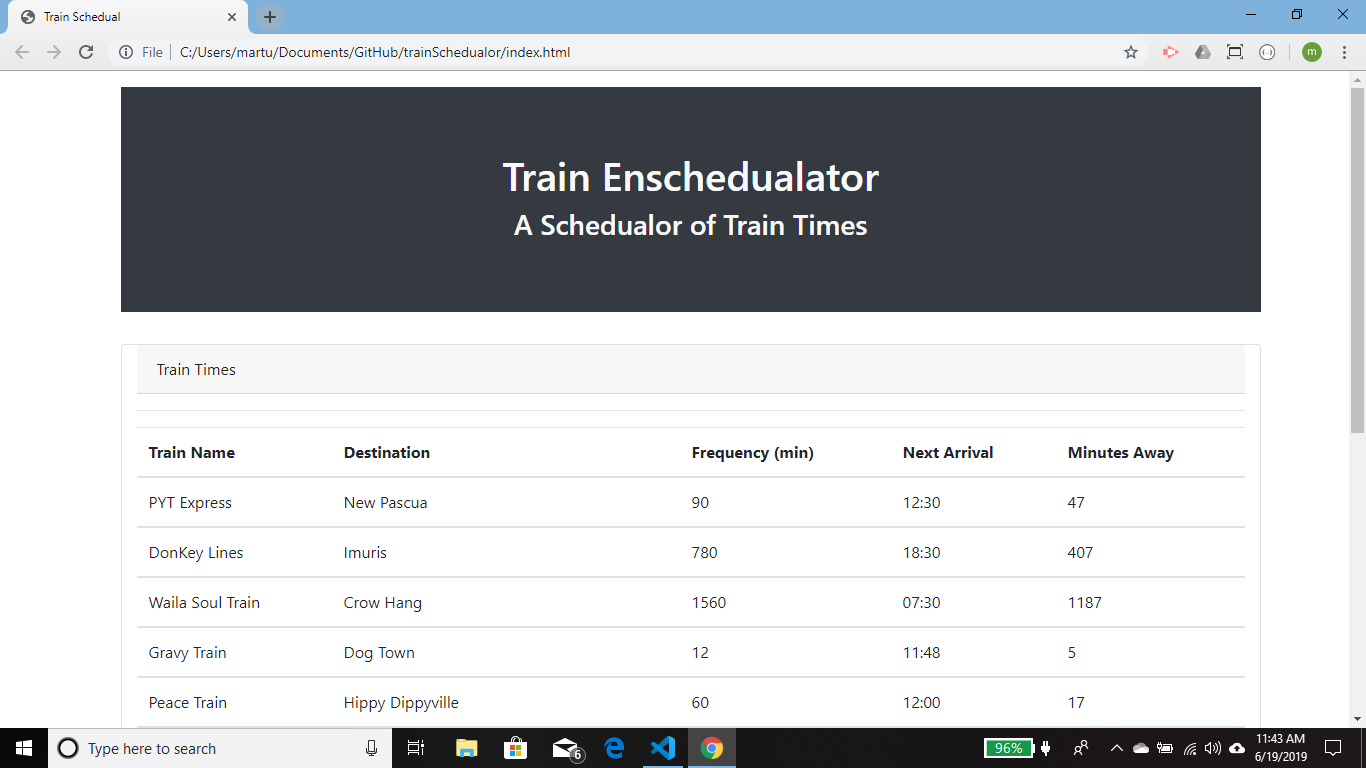 Train Schedual
File
C:/Users/martu/Documents/GitHub/trainSchedualor/index.html
m
Train Enschedualator
A Schedualor of Train Times
Train Times
Train Name Destination Frequency (min) Next Arrival Minutes Away
PYT Express New Pascua 90 12:30 47
DonKey Lines Imuris 780 18:30 407
Waila Soul Train Crow Hang 1560 07:30 1187
Gravy Train Dog Town 12 11:48 5
Peace Train Hippy Dippyville 60 12:00 17
Type here to search
6
96%
11:43 AM
6/19/2019